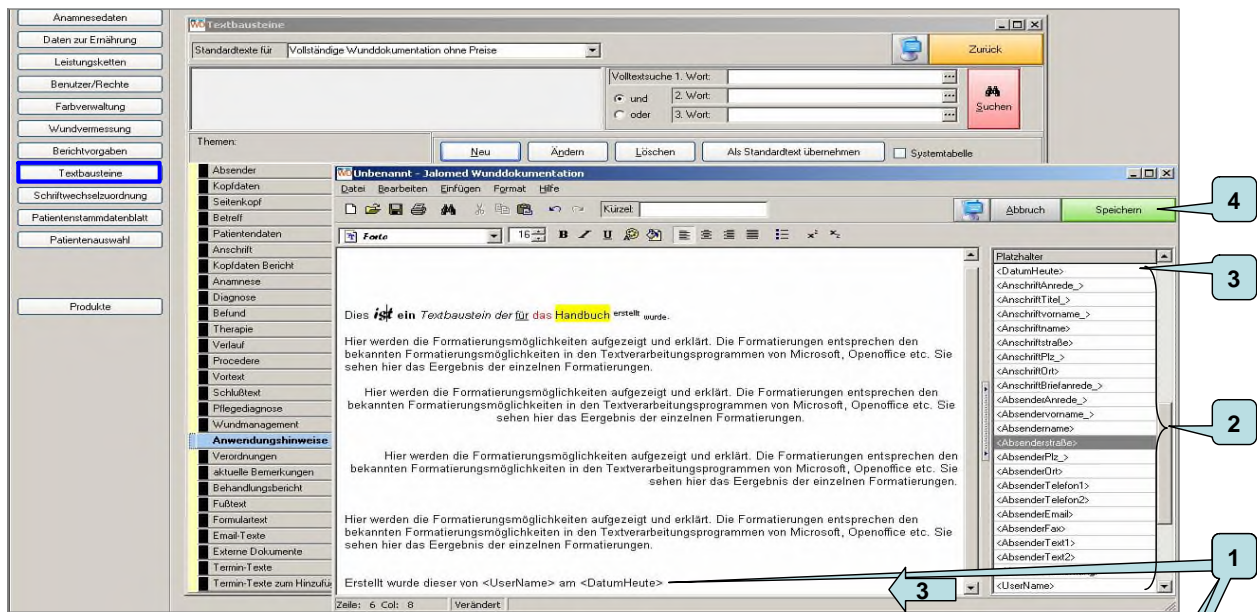 Anamnesedaten
Daten zur Ernährung
Leistungsketten
Benutzer/Rechte
Farbverwaltung
Wundvermessung
Berichtvorgaben
Textbausteine
Schriftwechselzuordnung
Patientenstammdatenblatt
Patientenauswahl
Produkte
Textbausteine
Standardtexte für Vollständige Wunddokumentation ohne Preise
Zurück
Volltextsuche 1. Wort:
und 2. Wort:
oder 3. Wort:
Suchen
Themen:
Neu Ändern Löschen Als Standardtext übernehmen Systemtabelle
Absender
Kopfdaten
Seitenkopf
Betreff
Patientendaten
Anschrift
Kopfdaten Bericht
Anamnese
Diagnose
Befund
Therapie
Verlauf
Procedere
Vortext
Schlußtext
Pflegediagnose
Wundmanagement
Anwendungshinweise
Verordnungen
aktuelle Bemerkungen
Behandlungsbericht
Fußtext
Formulartext
Email-Texte
Externe Dokumente
Termin-Texte
Termin-Texte zum Hinzufü
Unbenannt - Jalomed Wunddokumentation
Datei Bearbeiten Einfügen Format Hilfe
Kürzel:
Abbruch Speichern
Forte 16 B U x² x₂
Dies ist ein Textbaustein der für das Handbuch erstellt wurde.
Hier werden die Formatierungsmöglichkeiten aufgezeigt und erklärt. Die Formatierungen entsprechen den
bekannten Formatierungsmöglichkeiten in den Textverarbeitungsprogrammen von Microsoft, Openoffice etc. Sie
sehen hier das Eergebnis der einzelnen Formatierungen.
Hier werden die Formatierungsmöglichkeiten aufgezeigt und erklärt. Die Formatierungen entsprechen den
bekannten Formatierungsmöglichkeiten in den Textverarbeitungsprogrammen von Microsoft, Openoffice etc. Sie
sehen hier das Eergebnis der einzelnen Formatierungen.
Hier werden die Formatierungsmöglichkeiten aufgezeigt und erklärt. Die Formatierungen entsprechen den
bekannten Formatierungsmöglichkeiten in den Textverarbeitungsprogrammen von Microsoft, Openoffice etc. Sie
sehen hier das Eergebnis der einzelnen Formatierungen.
Hier werden die Formatierungsmöglichkeiten aufgezeigt und erklärt. Die Formatierungen entsprechen den
bekannten Formatierungsmöglichkeiten in den Textverarbeitungsprogrammen von Microsoft, Openoffice etc. Sie
sehen hier das Eergebnis der einzelnen Formatierungen.
Erstellt wurde dieser von <UserName> am <DatumHeute>
Zeile: 6 Col: 8 Verändert
Platzhalter
<DatumHeute>
<AnschriftAnrede_>
<AnschriftTitel_>
<Anschriftvorname_>
<Anschriftname>
<Anschriftstraße>
<AnschriftPlz_>
<AnschriftOrt>
<AnschriftBriefanrede_>
<AbsenderAnrede_>
<Absendervorname_>
<Absendername>
<Absenderstraße>
<AbsenderPlz_>
<AbsenderOrt>
<AbsenderTelefon1>
<AbsenderTelefon2>
<AbsenderEmail>
<AbsenderFax>
<AbsenderText1>
<AbsenderText2>
<UserName>
4
3
2
1
3